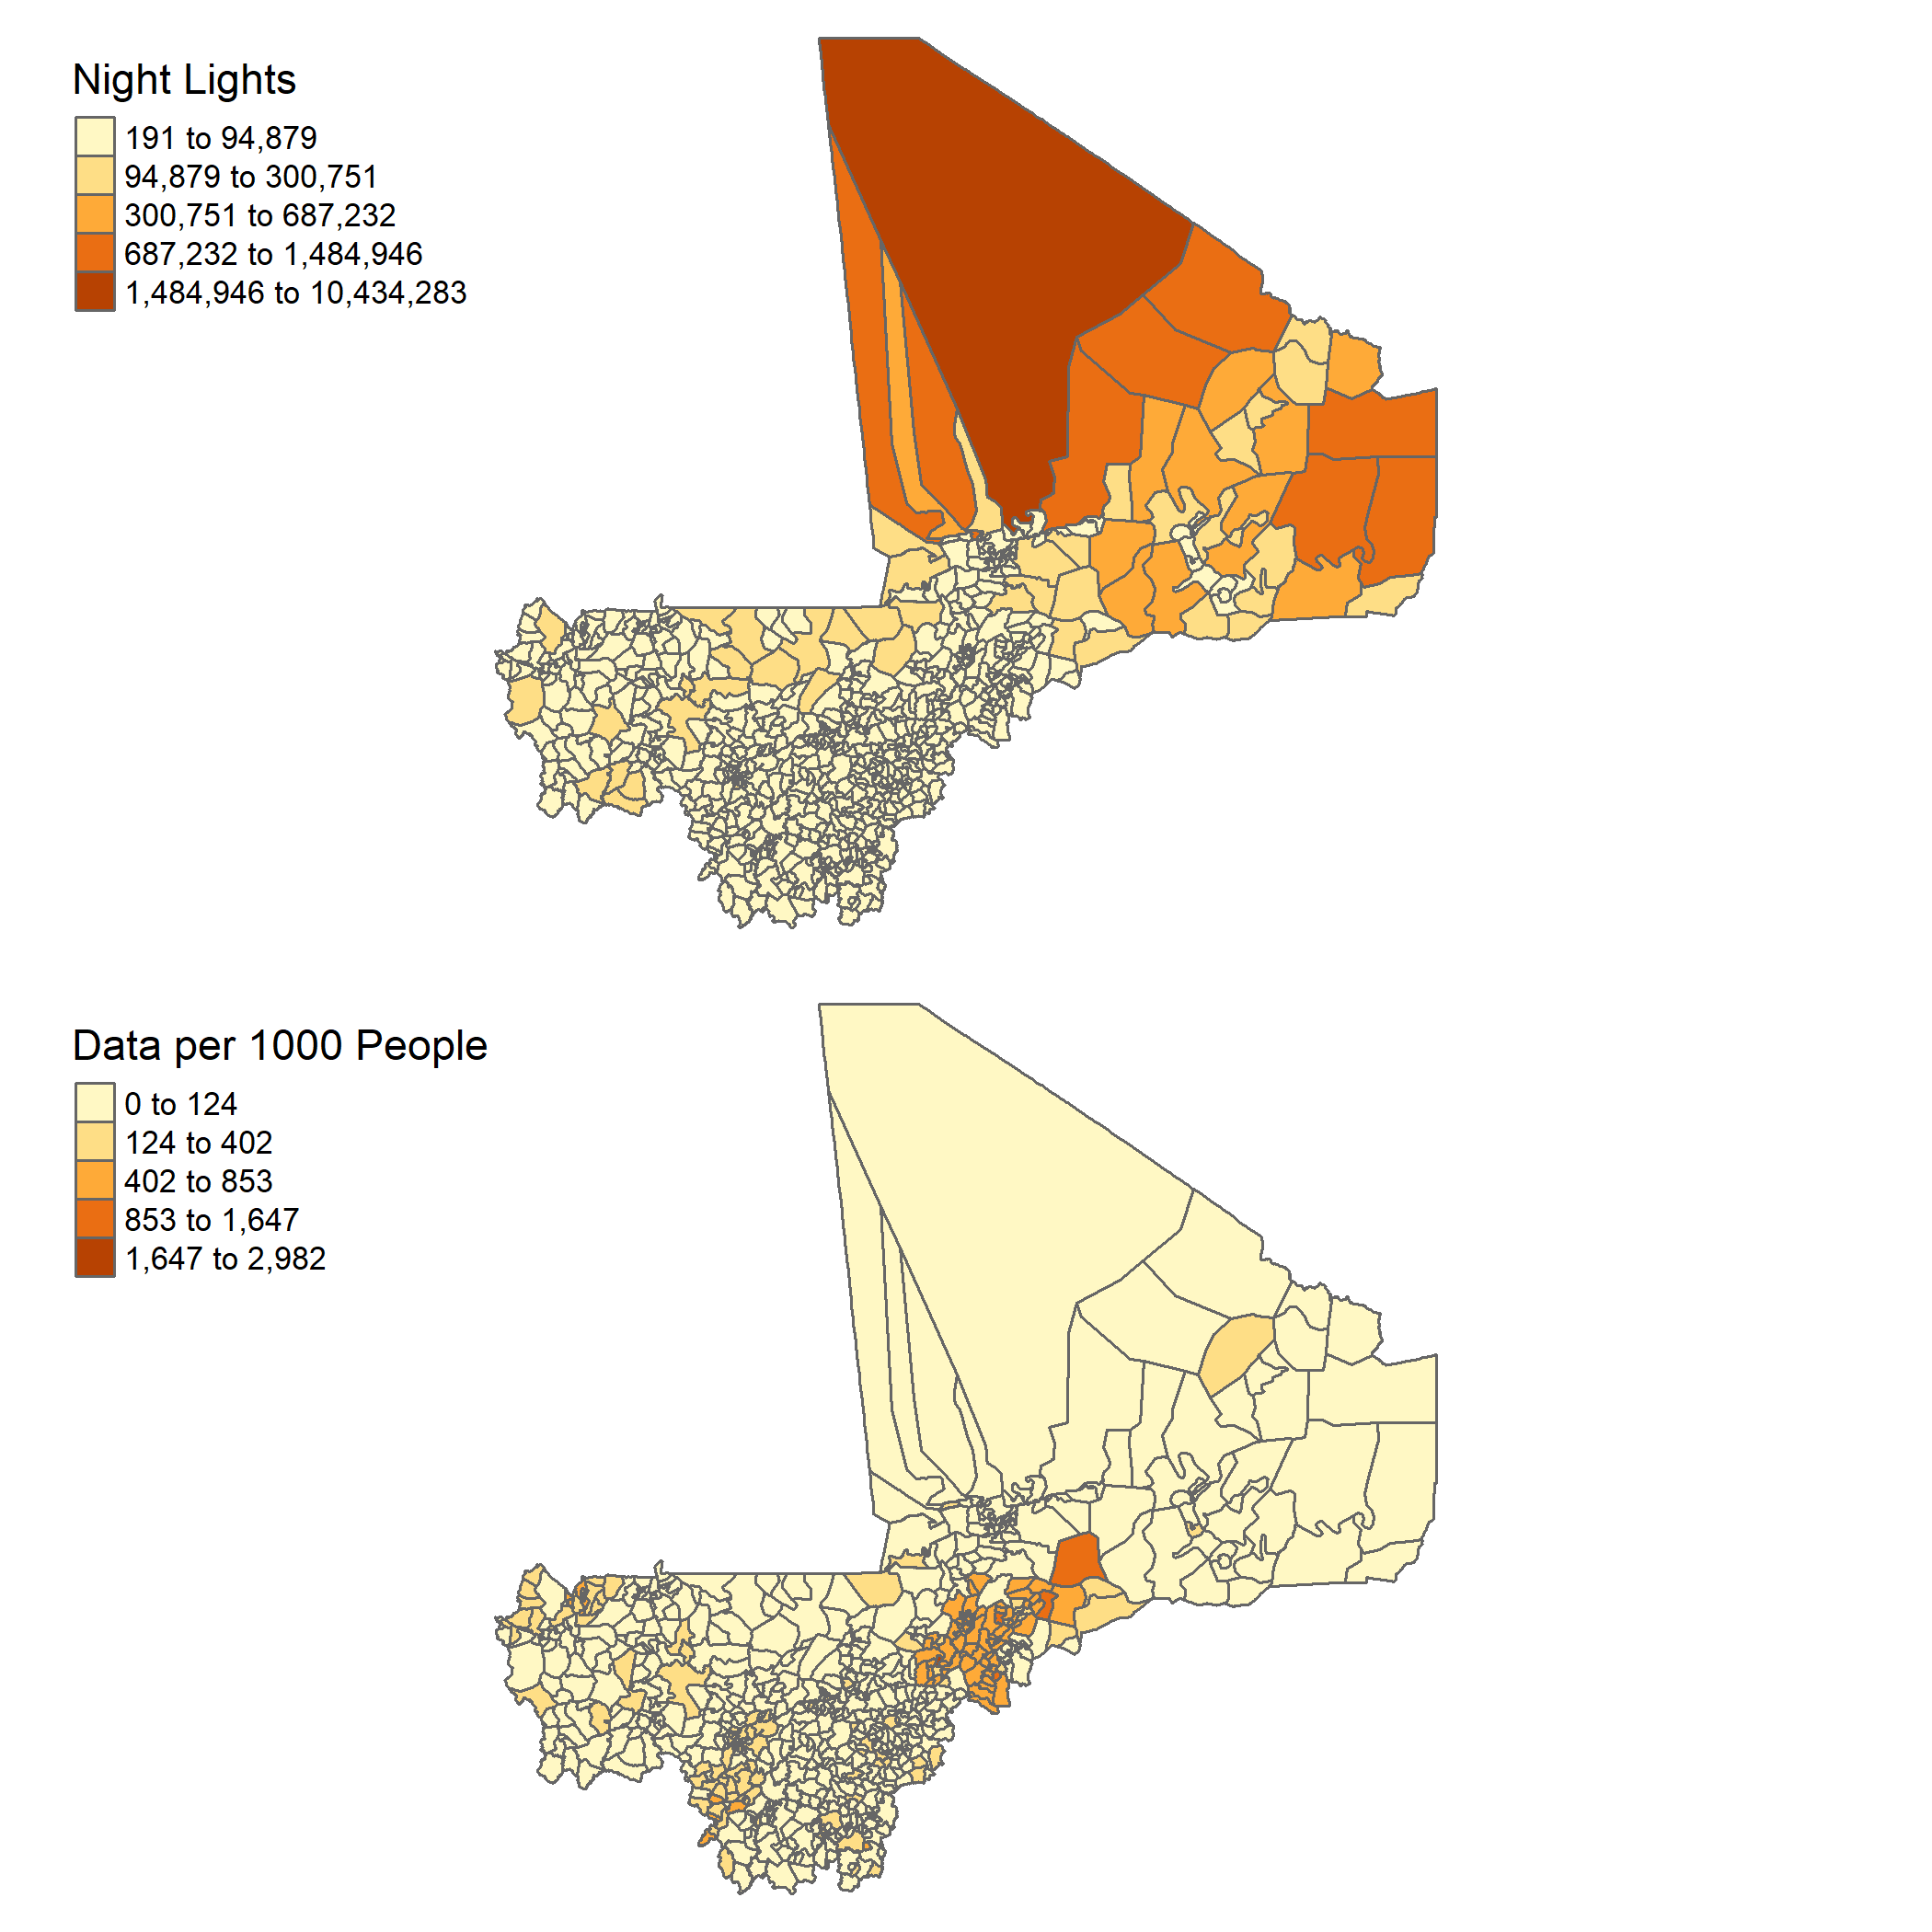 Night Lights
191 to 94,879
94,879 to 300,751
300,751 to 687,232
687,232 to 1,484,946
1,484,946 to 10,434,283
Data per 1000 People
0 to 124
124 to 402
402 to 853
853 to 1,647
1,647 to 2,982